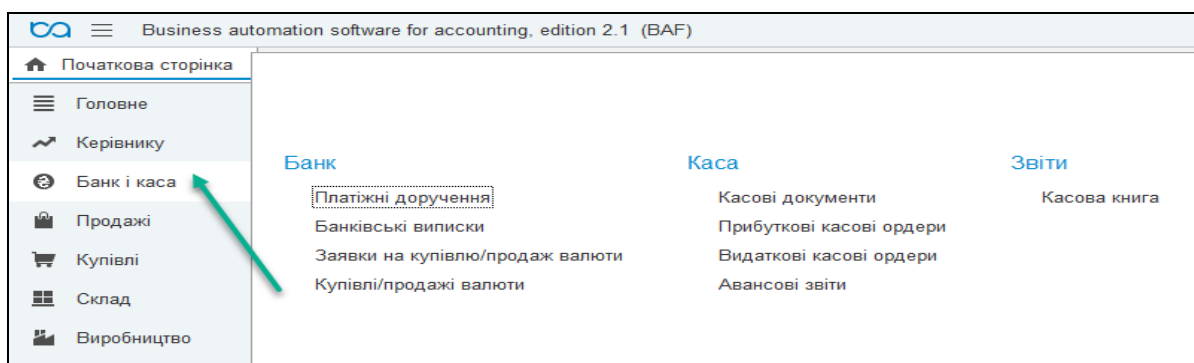 Business automation software for accounting, edition 2.1 (BAF)
Початкова сторінка
Головне
Керівнику
Банк і каса
Продажі
Купівлі
Склад
Виробництво
Банк
Платіжні доручення
Банківські виписки
Заявки на купівлю/продаж валюти
Купівлі/продажі валюти
Каса
Касові документи
Прибуткові касові ордери
Видаткові касові ордери
Авансові звіти
Звіти
Касова книга